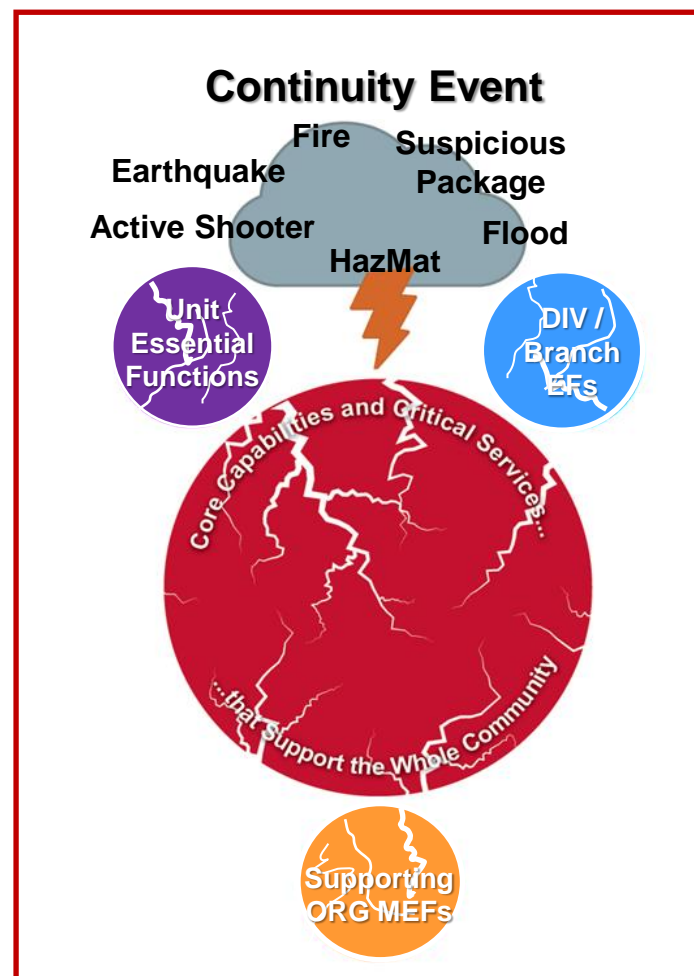 Continuity Event
Fire
Suspicious
Package
Earthquake
Active Shooter
Flood
HazMat
Unit
Essential
Functions
DIV /
Branch
EFs
Core Capabilities and Critical Services...
...that Support the Whole Community
Supporting
ORG MEFs